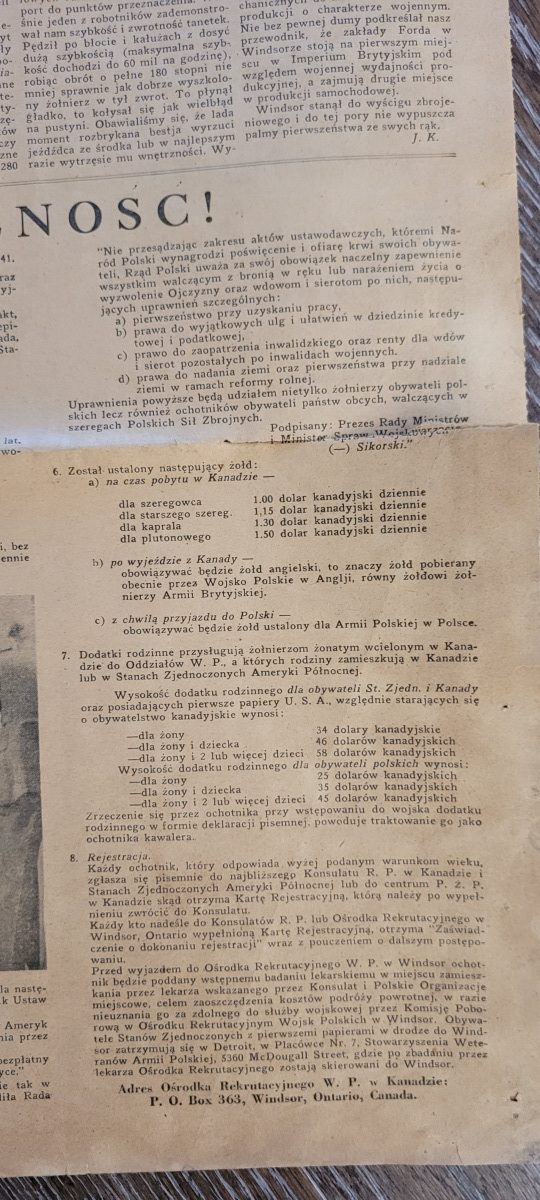 port do punktów przeznaczenia.
śnie jeden z robotników zademonstro-
wał nam szybkość i zwrotność tanetek.
Pędził po błocie i kałużach z dosyć
dużą szybkością (maksymalna szyb-
kość dochodzi do 60 mil na godzinę),
robiąc obrót o pełne 180 stopni nie
mniej sprawnie jak dobrze wyszkolo-
ny żołnierz w tył zwrot. To płynął
gładko, to kołysał się jak wielbłąd
na pustyni. Obawialiśmy się, że lada
moment rozbrykana bestja wyrzuci
jeźdźdca ze środka lub w najlepszym
280 razie wytrzęsie mu wnętrzności. Wy-
produkcji o charakterze wojennym.
Nie bez pewnej dumy podkreślał nasz
przewodnik, że zakłady Forda w
Windsorze stoją na pierwszym miej-
scu w Imperium Brytyjskim pod
względem wojennej wydajności pro-
dukcyjnej, a zajmują drugie miejsce
w produkcji samochodowej.
Windsor stanął do wyścigu zbroje-
niowego i do tej pory nie wypuszcza
palmy pierwszeństwa ze swych rąk.
J. K.
NOŚĆ!
41.
"Nie przesądzając zakresu aktów ustawodawczych, któremi Na-
ród Polski wynagrodzi poświęcenie i ofiarę krwi swoich obywa-
teli, Rząd Polski uważa za swój obowiązek naczelny zapewnienie
wszystkim walczącym z bronią w ręku lub narażeniem życia o
wyzwolenie Ojczyzny oraz wdowom i sierotom po nich, następu-
jących uprawnień szczególnych:
a) pierwszeństwo przy uzyskaniu pracy,
b) prawa do wyjątkowych ulg i ułatwień w dziedzinie kredy-
towej i podatkowej,
c) prawo do zaopatrzenia inwalidzkiego oraz renty dla wdów
i sierot pozostałych po inwalidach wojennych.
d) prawa do nadania ziemi oraz pierwszeństwa przy nadziale
ziemi w ramach reformy rolnej.
Uprawnienia powyższe będą udziałem nietylko żołnierzy obywateli pol-
skich lecz również ochotników obywateli państw obcych, walczących w
szeregach Polskich Sił Zbrojnych.
Podpisany: Prezes Rady Ministrów
i Minister Spraw Wojskowych
(—) Sikorski."
6. Został ustalony następujący żołd:
a) na czas pobytu w Kanadzie —
dla szeregowca 1.00 dolar kanadyjski dziennie
dla starszego szereg. 1,15 dolar kanadyjski dziennie
dla kaprala 1.30 dolar kanadyjski dziennie
dla plutonowego 1.50 dolar kanadyjski dziennie
b) po wyjeździe z Kanady —
obowiązywać będzie żołd angielski, to znaczy żołd pobierany
obecnie przez Wojsko Polskie w Anglji, równy żołdowi żoł-
nierzy Armii Brytyjskiej.
c) z chwilą przyjazdu do Polski —
obowiązywać będzie żołd ustalony dla Armii Polskiej w Polsce.
7. Dodatki rodzinne przysługują żołnierzom żonatym wcielonym w Kana-
dzie do Oddziałów W. P., a których rodziny zamieszkują w Kanadzie
lub w Stanach Zjednoczonych Ameryki Północnej.
Wysokość dodatku rodzinnego dla obywateli St. Zjedn. i Kanady
oraz posiadających pierwsze papiery U. S. A., względnie starających się
o obywatelstwo kanadyjskie wynosi:
—dla żony 34 dolary kanadyjskie
—dla żony i dziecka 46 dolarów kanadyjskich
—dla żony i 2 lub więcej dzieci 58 dolarów kanadyjskich
Wysokość dodatku rodzinnego dla obywateli polskich wynosi:
—dla żony 25 dolarów kanadyjskich
—dla żony i dziecka 35 dolarów kanadyjskich
—dla żony i 2 lub więcej dzieci 45 dolarów kanadyjskich
Zrzeczenie się przez ochotnika przy wstępowaniu do wojska dodatku
rodzinnego w formie deklaracji pisemnej, powoduje traktowanie go jako
ochotnika kawalera.
8. Rejestracja.
Każdy ochotnik, który odpowiada wyżej podanym warunkom wieku,
zgłasza się pisemnie do najbliższego Konsulatu R. P. w Kanadzie i
Stanach Zjednoczonych Ameryki Północnej lub do centrum P. Z. P.
w Kanadzie skąd otrzyma Kartę Rejestracyjną, którą należy po wypeł-
nieniu zwrócić do Konsulatu.
Każdy kto nadeśle do Konsulatów R. P. lub Ośrodka Rekrutacyjnego w
Windsor, Ontario wypełnioną Kartę Rejestracyjną, otrzyma "Zaświad-
czenie o dokonaniu rejestracji" wraz z pouczeniem o dalszym postępo-
waniu.
Przed wyjazdem do Ośrodka Rekrutacyjnego W. P. w Windsor ochot-
nik będzie poddany wstępnemu badaniu lekarskiemu w miejscu zamiesz-
kania przez lekarza wskazanego przez Konsulat i Polskie Organizacje
miejscowe, celem zaoszczędzenia kosztów podróży powrotnej, w razie
nieuznania go za zdolnego do służby wojskowej przez Komisję Pobo-
rową w Ośrodku Rekrutacyjnym Wojsk Polskich w Windsor. Obywa-
tele Stanów Zjednoczonych z pierwszemi papierami w drodze do Wind-
sor zatrzymują się w Detroit, w Placówce Nr. 7, Stowarzyszenia Wete-
ranów Armii Polskiej, 5360 McDougall Street, gdzie po zbadaniu przez
lekarza Ośrodka Rekrutacyjnego zostają skierowani do Windsor.
Adres Ośrodka Rekrutacyjnego W. P. w Kanadzie:
P. O. Box 363, Windsor, Ontario, Canada.